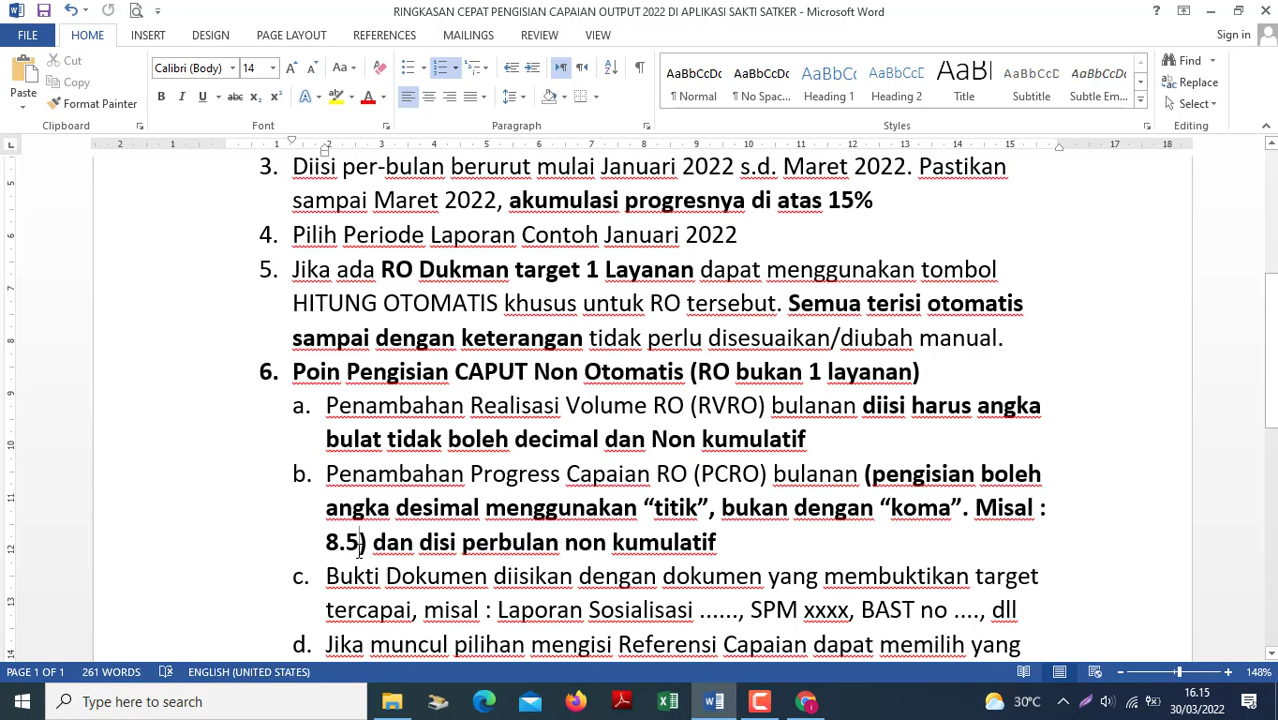 RINGKASAN CEPAT PENGISIAN CAPAIAN OUTPUT 2022 DI APLIKASI SAKTI SATKER - Microsoft Word
FILE HOME INSERT DESIGN PAGE LAYOUT REFERENCES MAILINGS REVIEW VIEW Sign in
Cut
Copy
Paste
Format Painter
Clipboard
Calibri (Body) 14
Font
Paragraph
AaBbCcDc AaBbCcDc AaBbCc AaBbCcD AaBl AaBbCcD AaBbCcDc
¶ Normal ¶ No Spac... Heading 1 Heading 2 Title Subtitle Subtle Em...
Styles
Find
Replace
Select
Editing
3. Diisi per-bulan berurut mulai Januari 2022 s.d. Maret 2022. Pastikan
sampai Maret 2022, akumulasi progresnya di atas 15%
4. Pilih Periode Laporan Contoh Januari 2022
5. Jika ada RO Dukman target 1 Layanan dapat menggunakan tombol
HITUNG OTOMATIS khusus untuk RO tersebut. Semua terisi otomatis
sampai dengan keterangan tidak perlu disesuaikan/diubah manual.
6. Poin Pengisian CAPUT Non Otomatis (RO bukan 1 layanan)
a. Penambahan Realisasi Volume RO (RVRO) bulanan diisi harus angka
bulat tidak boleh decimal dan Non kumulatif
b. Penambahan Progress Capaian RO (PCRO) bulanan (pengisian boleh
angka desimal menggunakan “titik”, bukan dengan “koma”. Misal :
8.5) dan disi perbulan non kumulatif
c. Bukti Dokumen diisikan dengan dokumen yang membuktikan target
tercapai, misal : Laporan Sosialisasi ......, SPM xxxx, BAST no ...., dll
d. Jika muncul pilihan mengisi Referensi Capaian dapat memilih yang
PAGE 1 OF 1 261 WORDS ENGLISH (UNITED STATES) 148%
Type here to search
30°C
16.15
30/03/2022